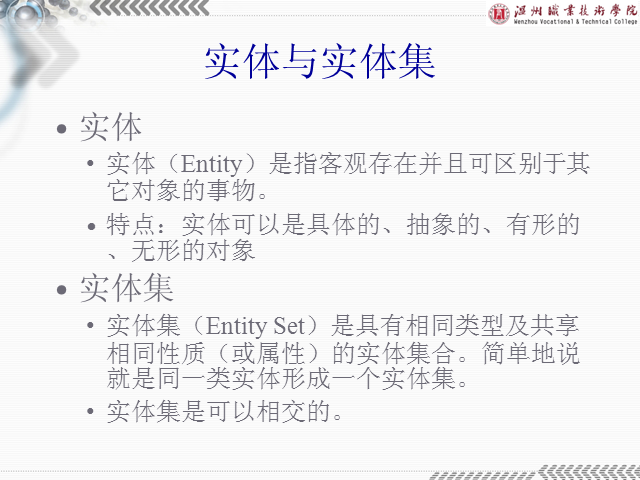 温州职业技術學院
Wenzhou Vocational & Technical College
实体与实体集
• 实体
• 实体（Entity）是指客观存在并且可区别于其
它对象的事物。
• 特点：实体可以是具体的、抽象的、有形的
、无形的对象
• 实体集
• 实体集（Entity Set）是具有相同类型及共享
相同性质（或属性）的实体集合。简单地说
就是同一类实体形成一个实体集。
• 实体集是可以相交的。